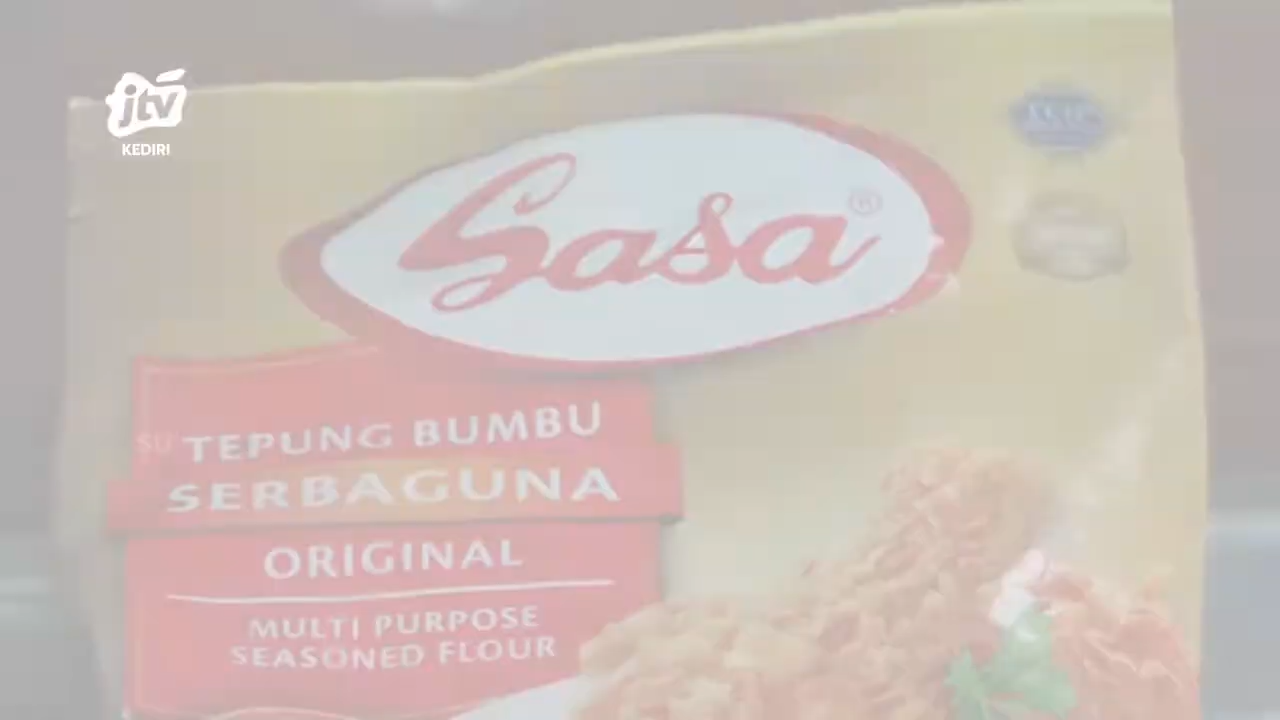 jtv
KEDIRI
Sasa®
TEPUNG BUMBU
SERBAGUNA
ORIGINAL
MULTI PURPOSE
SEASONED FLOUR